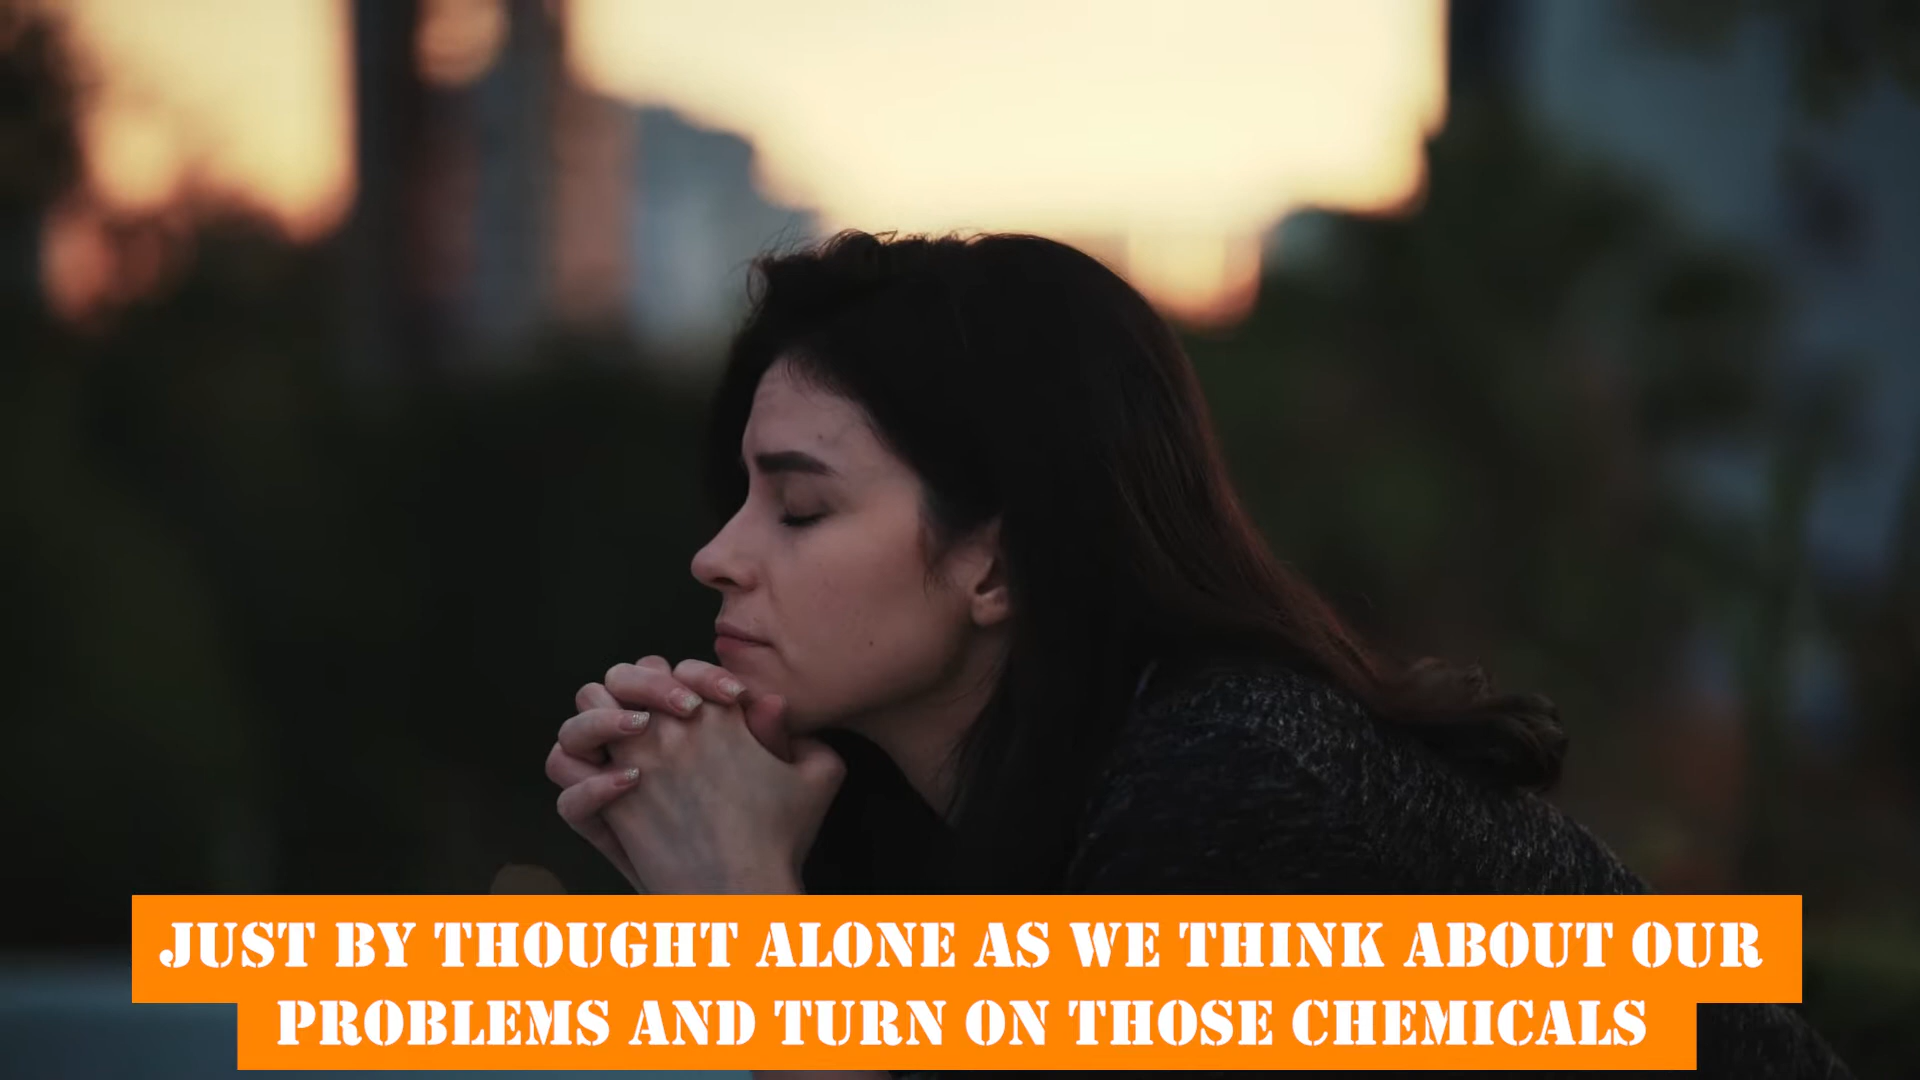 JUST BY THOUGHT ALONE AS WE THINK ABOUT OUR
PROBLEMS AND TURN ON THOSE CHEMICALS